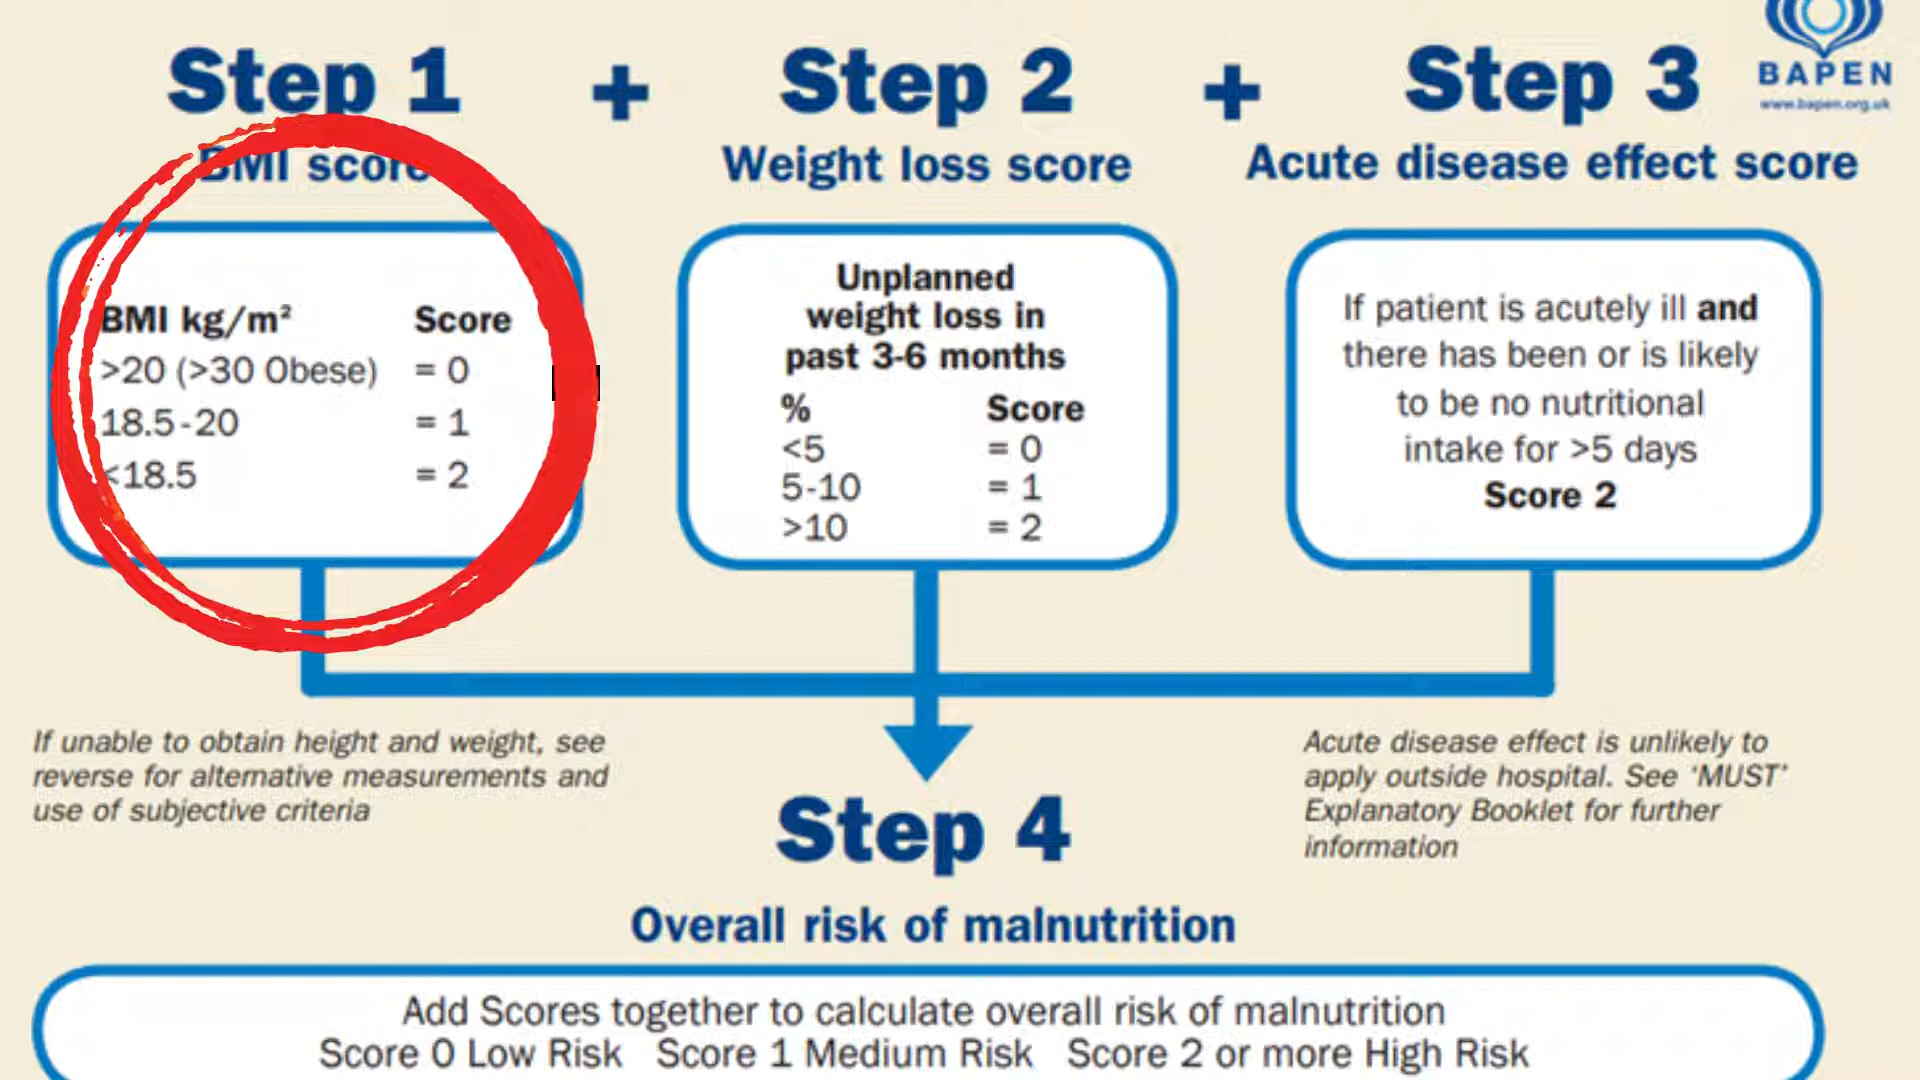 Step 1 + Step 2 + Step 3
BAPEN
www.bapen.org.uk
BMI score
Weight loss score
Acute disease effect score
BMI kg/m² Score
>20 (>30 Obese) = 0
18.5-20 = 1
<18.5 = 2
Unplanned
weight loss in
past 3-6 months
% Score
<5 = 0
5-10 = 1
>10 = 2
If patient is acutely ill and
there has been or is likely
to be no nutritional
intake for >5 days
Score 2
If unable to obtain height and weight, see
reverse for alternative measurements and
use of subjective criteria
Acute disease effect is unlikely to
apply outside hospital. See ‘MUST’
Explanatory Booklet for further
information
Step 4
Overall risk of malnutrition
Add Scores together to calculate overall risk of malnutrition
Score 0 Low Risk Score 1 Medium Risk Score 2 or more High Risk